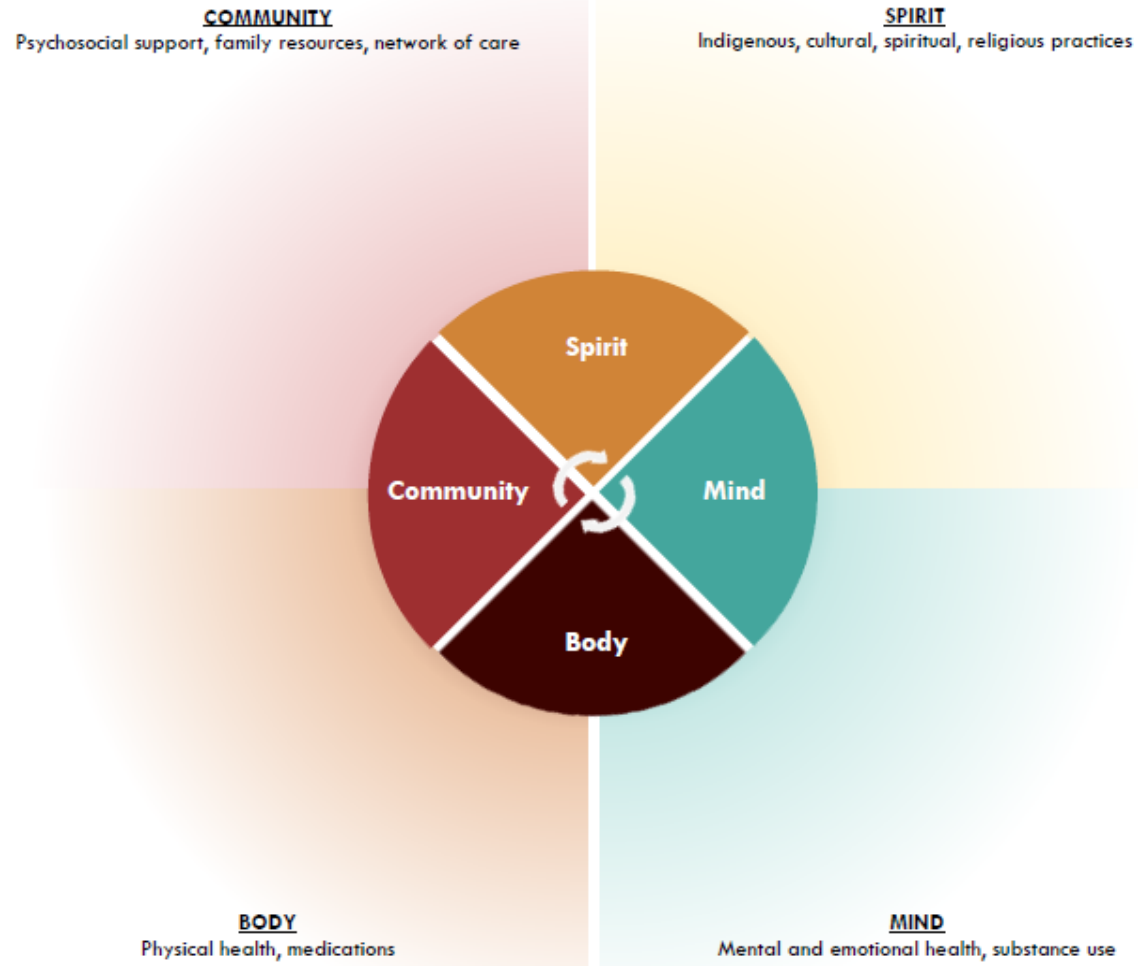 COMMUNITY
Psychosocial support, family resources, network of care
SPIRIT
Indigenous, cultural, spiritual, religious practices
Spirit
Community
Mind
Body
BODY
Physical health, medications
MIND
Mental and emotional health, substance use